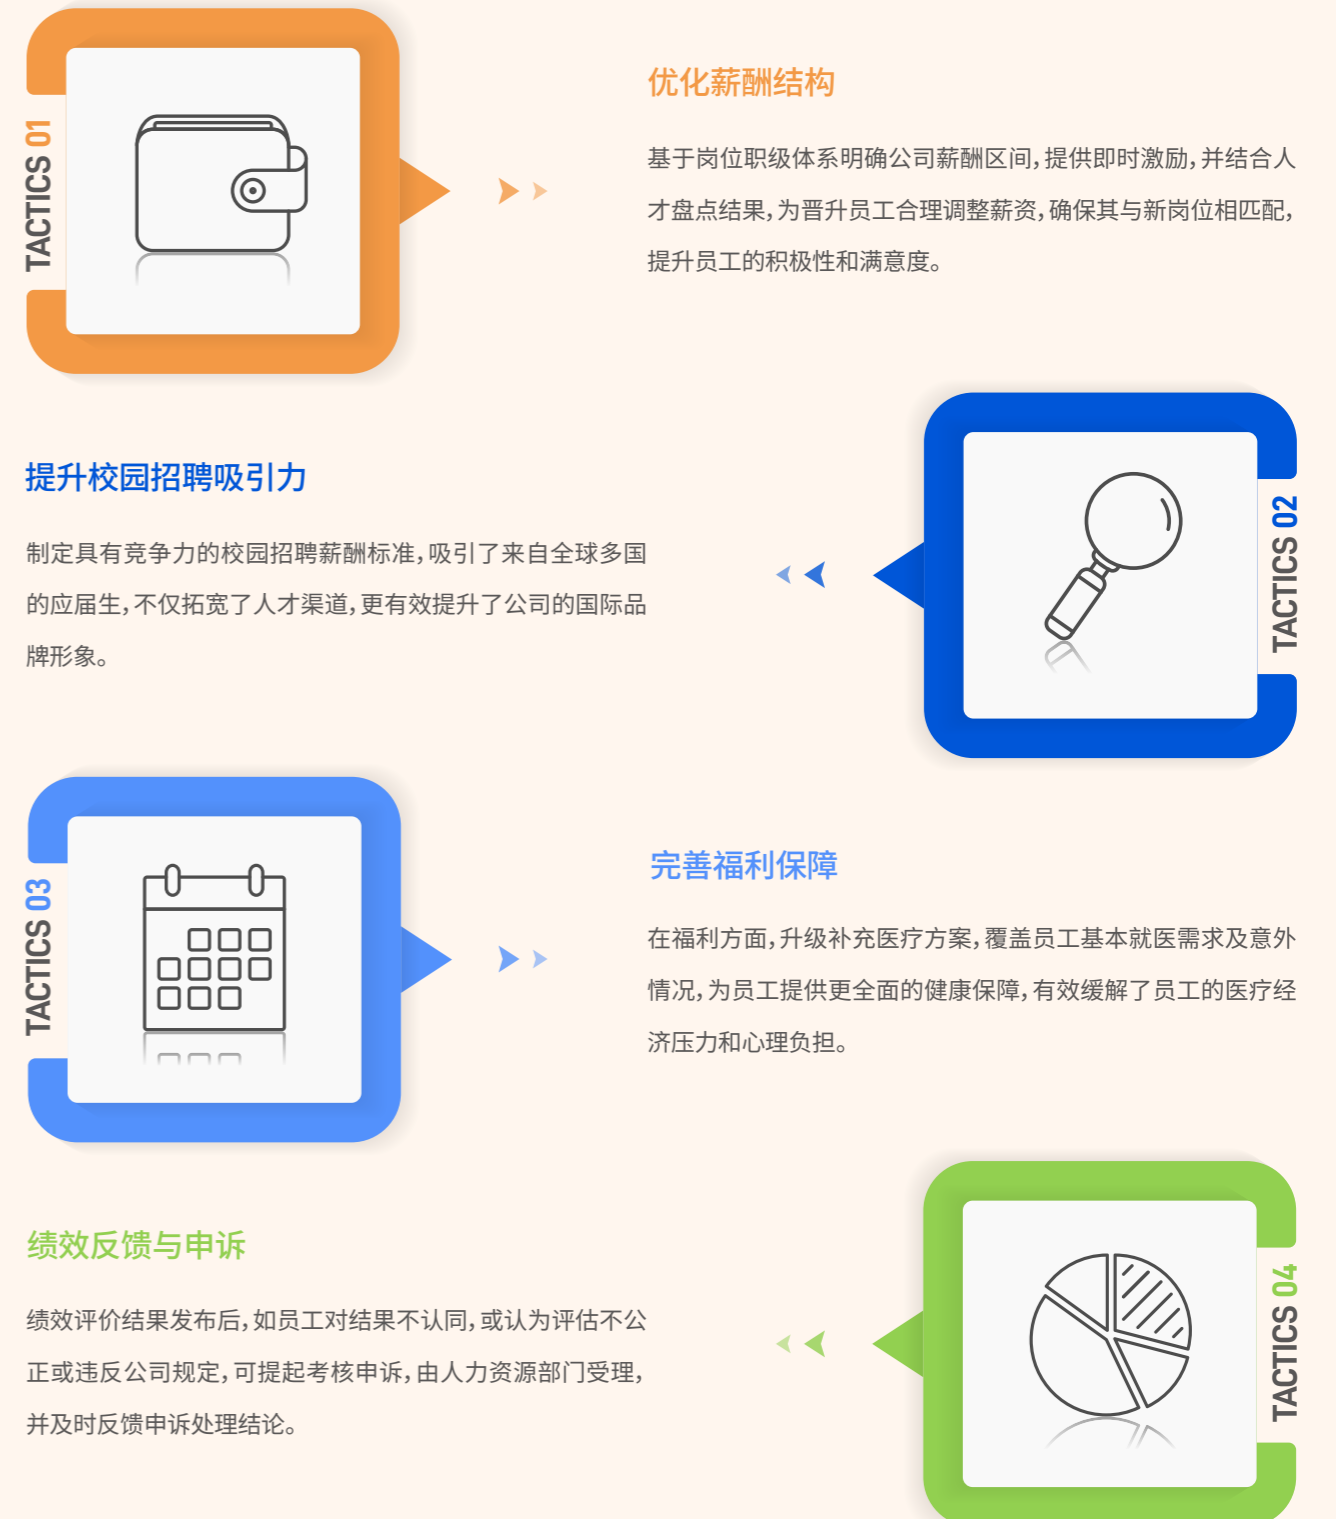 TACTICS 01
优化薪酬结构
基于岗位职级体系明确公司薪酬区间，提供即时激励，并结合人
才盘点结果，为晋升员工合理调整薪资，确保其与新岗位相匹配，
提升员工的积极性和满意度。
提升校园招聘吸引力
制定具有竞争力的校园招聘薪酬标准，吸引了来自全球多国
的应届生，不仅拓宽了人才渠道，更有效提升了公司的国际品
牌形象。
TACTICS 02
TACTICS 03
完善福利保障
在福利方面，升级补充医疗方案，覆盖员工基本就医需求及意外
情况，为员工提供更全面的健康保障，有效缓解了员工的医疗经
济压力和心理负担。
绩效反馈与申诉
绩效评价结果发布后，如员工对结果不认同，或认为评估不公
正或违反公司规定，可提起考核申诉，由人力资源部门受理，
并及时反馈申诉处理结论。
TACTICS 04